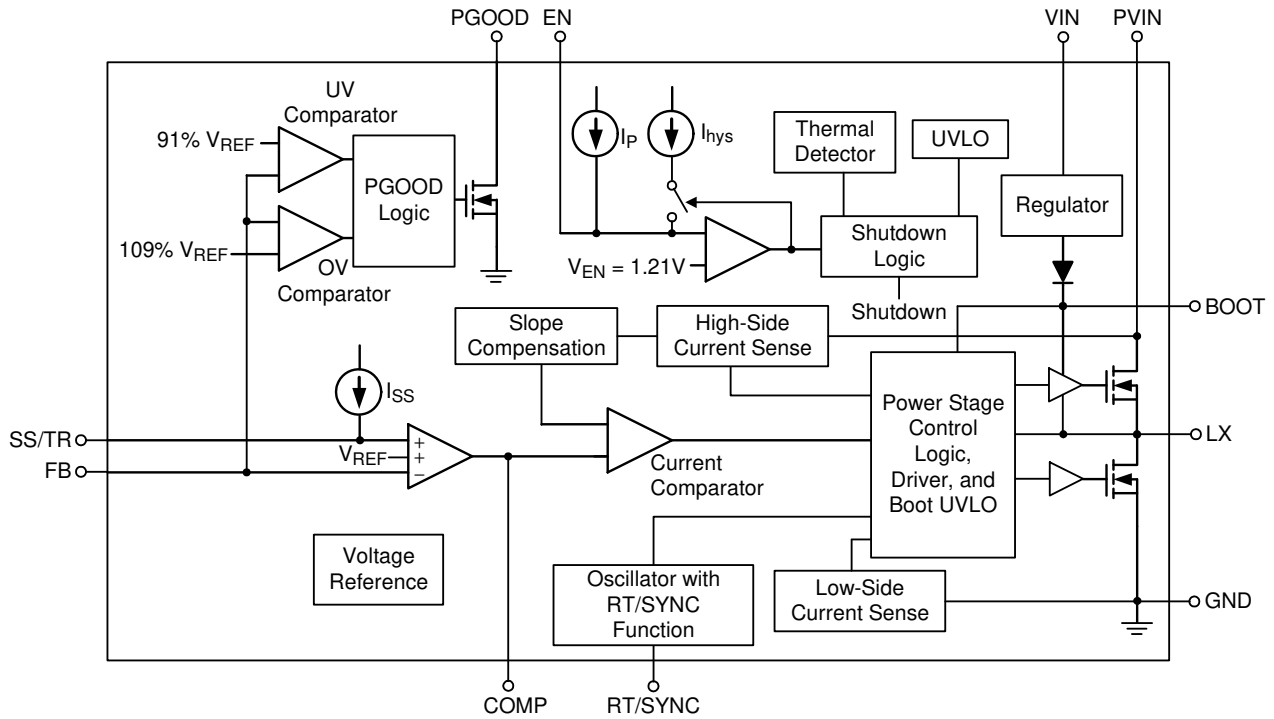 PGOOD EN VIN PVIN
UV
Comparator
91% VREF
PGOOD
Logic
109% VREF
OV
Comparator
IP
Ihys
Thermal
Detector
UVLO
Regulator
Shutdown
Logic
VEN = 1.21V
Shutdown
BOOT
Slope
Compensation
High-Side
Current Sense
ISS
SS/TR
VREF
+
+
−
FB
Current
Comparator
Power Stage
Control
Logic,
Driver, and
Boot UVLO
LX
Voltage
Reference
Oscillator with
RT/SYNC
Function
Low-Side
Current Sense
GND
COMP RT/SYNC